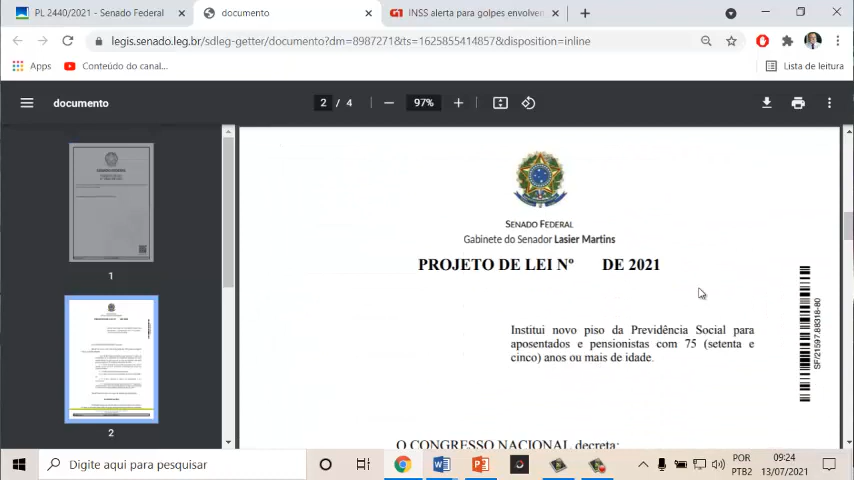 PL 2440/2021 - Senado Federal
documento
INSS alerta para golpes envolven
legis.senado.leg.br/sdleg-getter/documento?dm=8987271&ts=1625855414857&disposition=inline
Apps
Conteúdo do canal...
Lista de leitura
documento
2 / 4
97%
1
2
SENADO FEDERAL
Gabinete do Senador Lasier Martins
PROJETO DE LEI Nº DE 2021
SF/21597.88318-80
Institui novo piso da Previdência Social para
aposentados e pensionistas com 75 (setenta e
cinco) anos ou mais de idade.
O CONGRESSO NACIONAL decreta:
Digite aqui para pesquisar
POR
PTB2
09:24
13/07/2021